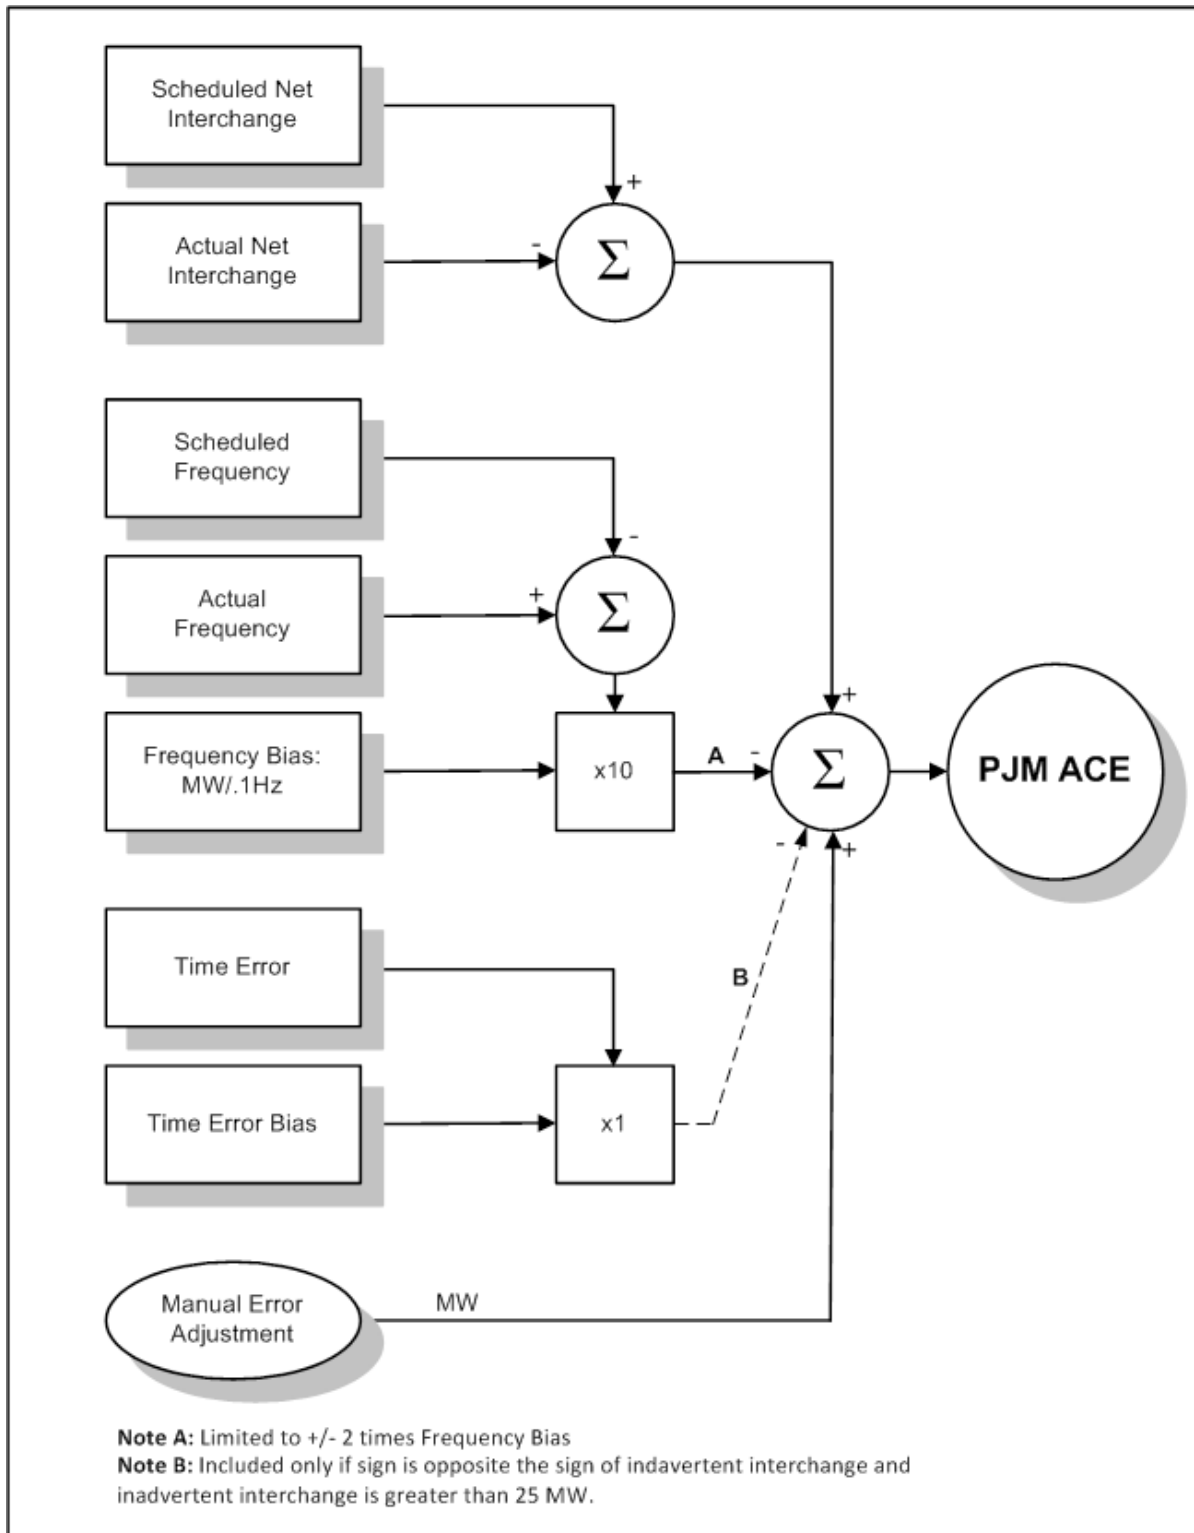 Scheduled Net
Interchange
+
Actual Net
Interchange
-
Σ
Scheduled
Frequency
-
Actual
Frequency
+
Σ
+
Frequency Bias:
MW/.1Hz
x10
A
-
Σ
PJM ACE
-
+
Time Error
B
Time Error Bias
x1
Manual Error
Adjustment
MW
Note A: Limited to +/- 2 times Frequency Bias
Note B: Included only if sign is opposite the sign of indavertent interchange and
inadvertent interchange is greater than 25 MW.